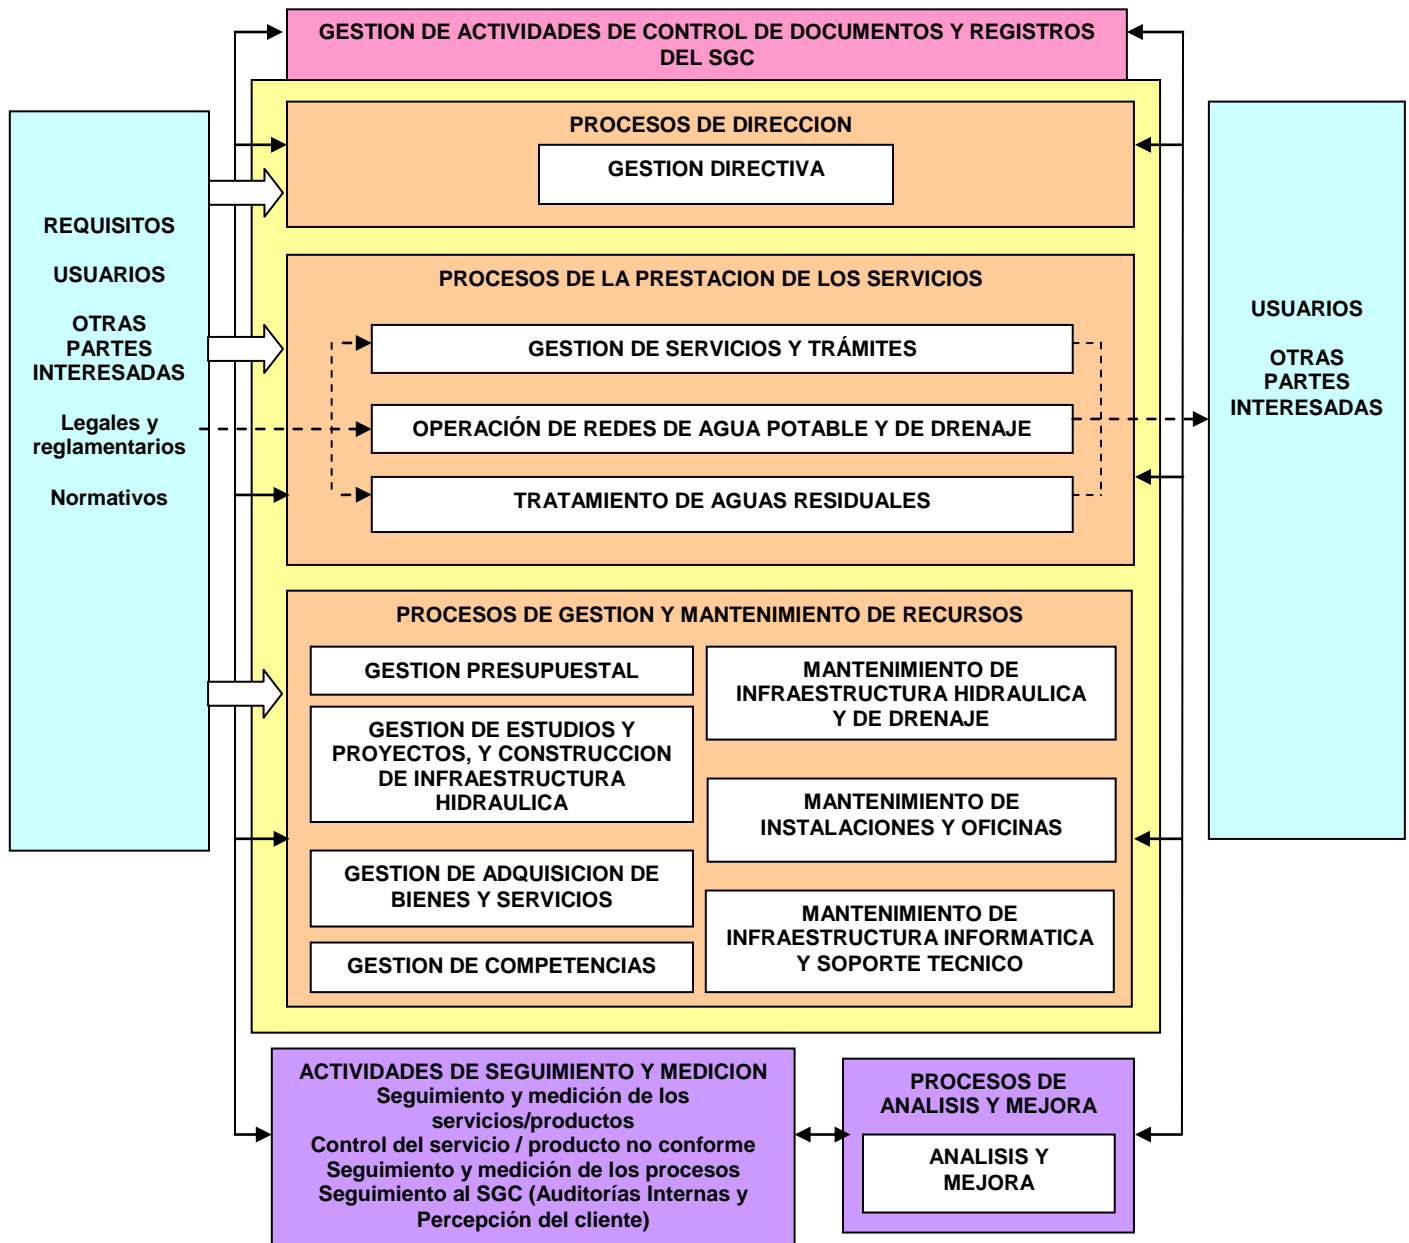 GESTION DE ACTIVIDADES DE CONTROL DE DOCUMENTOS Y REGISTROS
DEL SGC
REQUISITOS
USUARIOS
OTRAS
PARTES
INTERESADAS
Legales y
reglamentarios
Normativos
PROCESOS DE DIRECCION
GESTION DIRECTIVA
PROCESOS DE LA PRESTACION DE LOS SERVICIOS
GESTION DE SERVICIOS Y TRÁMITES
OPERACIÓN DE REDES DE AGUA POTABLE Y DE DRENAJE
TRATAMIENTO DE AGUAS RESIDUALES
PROCESOS DE GESTION Y MANTENIMIENTO DE RECURSOS
GESTION PRESUPUESTAL
GESTION DE ESTUDIOS Y
PROYECTOS, Y CONSTRUCCION
DE INFRAESTRUCTURA
HIDRAULICA
GESTION DE ADQUISICION DE
BIENES Y SERVICIOS
GESTION DE COMPETENCIAS
MANTENIMIENTO DE
INFRAESTRUCTURA HIDRAULICA
Y DE DRENAJE
MANTENIMIENTO DE
INSTALACIONES Y OFICINAS
MANTENIMIENTO DE
INFRAESTRUCTURA INFORMATICA
Y SOPORTE TECNICO
USUARIOS
OTRAS
PARTES
INTERESADAS
ACTIVIDADES DE SEGUIMIENTO Y MEDICION
Seguimiento y medición de los
servicios/productos
Control del servicio / producto no conforme
Seguimiento y medición de los procesos
Seguimiento al SGC (Auditorías Internas y
Percepción del cliente)
PROCESOS DE
ANALISIS Y MEJORA
ANALISIS Y
MEJORA